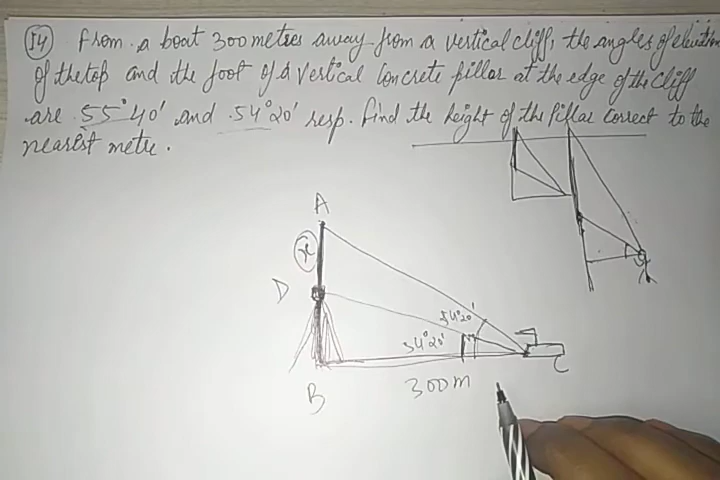 54 from a boat 300 metres away from a vertical cliff, the angles of elevation
of the top and the foot of a vertical concrete pillar at the edge of the cliff
are 55°40' and 54°20' resp. find the height of the pillar correct to the
nearest metre.
A
x
D
54°20'
54°20'
C
300m
B